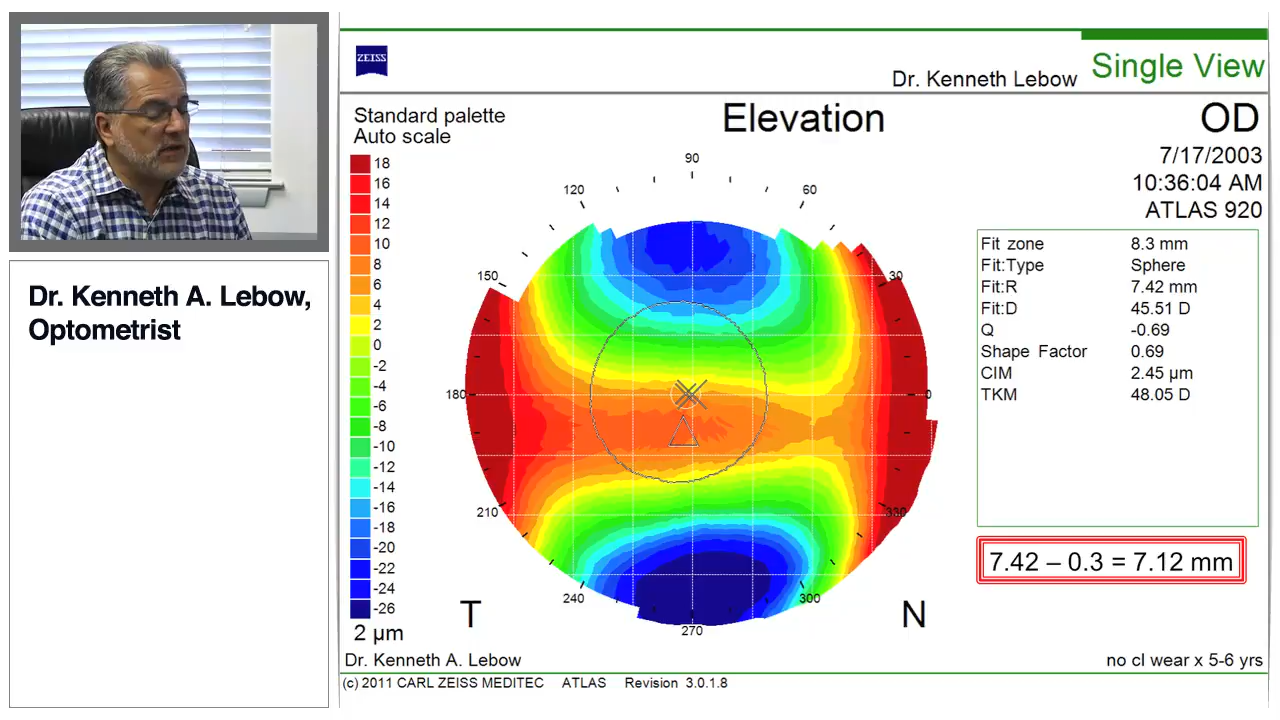 ZEISS
Dr. Kenneth Lebow
Single View
Standard palette
Auto scale
Elevation
OD
7/17/2003
10:36:04 AM
ATLAS 920
18
16
14
12
10
8
6
4
2
0
-2
-4
-6
-8
-10
-12
-14
-16
-18
-20
-22
-24
-26
2 µm
90
120
60
150
30
180
0
210
330
240
300
270
T
N
Fit zone 8.3 mm
Fit:Type Sphere
Fit:R 7.42 mm
Fit:D 45.51 D
Q -0.69
Shape Factor 0.69
CIM 2.45 µm
TKM 48.05 D
7.42 – 0.3 = 7.12 mm
Dr. Kenneth A. Lebow,
Optometrist
Dr. Kenneth A. Lebow
no cl wear x 5-6 yrs
(c) 2011 CARL ZEISS MEDITEC ATLAS Revision 3.0.1.8